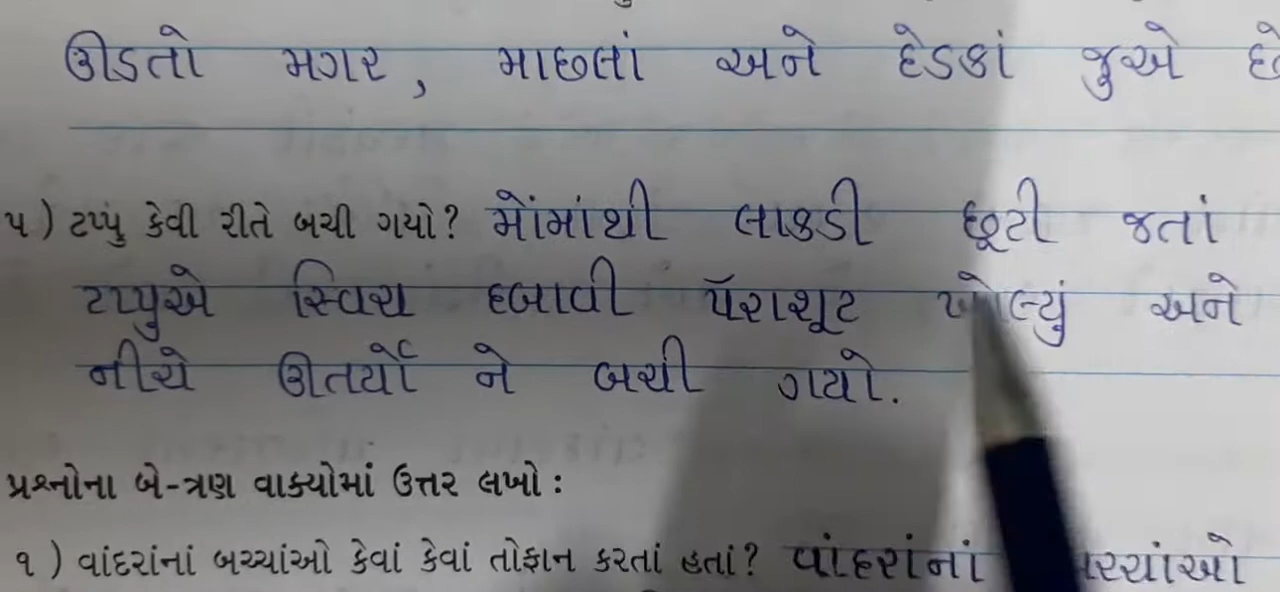 ઊડતો મગર, માછલાં અને દેડકાં જુએ છે
૫) ટપ્પું કેવી રીતે બચી ગયો? મોંમાંથી લાકડી છૂટી જતાં
ટપ્પુએ સ્વિચ દબાવી પૅરાશૂટ ખોલ્યું અને
નીચે ઊતર્યો ને બચી ગયો.
પ્રશ્નોના બે-ત્રણ વાક્યોમાં ઉત્તર લખો :
૧) વાંદરાંનાં બચ્ચાંઓ કેવાં કેવાં તોફાન કરતાં હતાં? વાંદરાંનાં